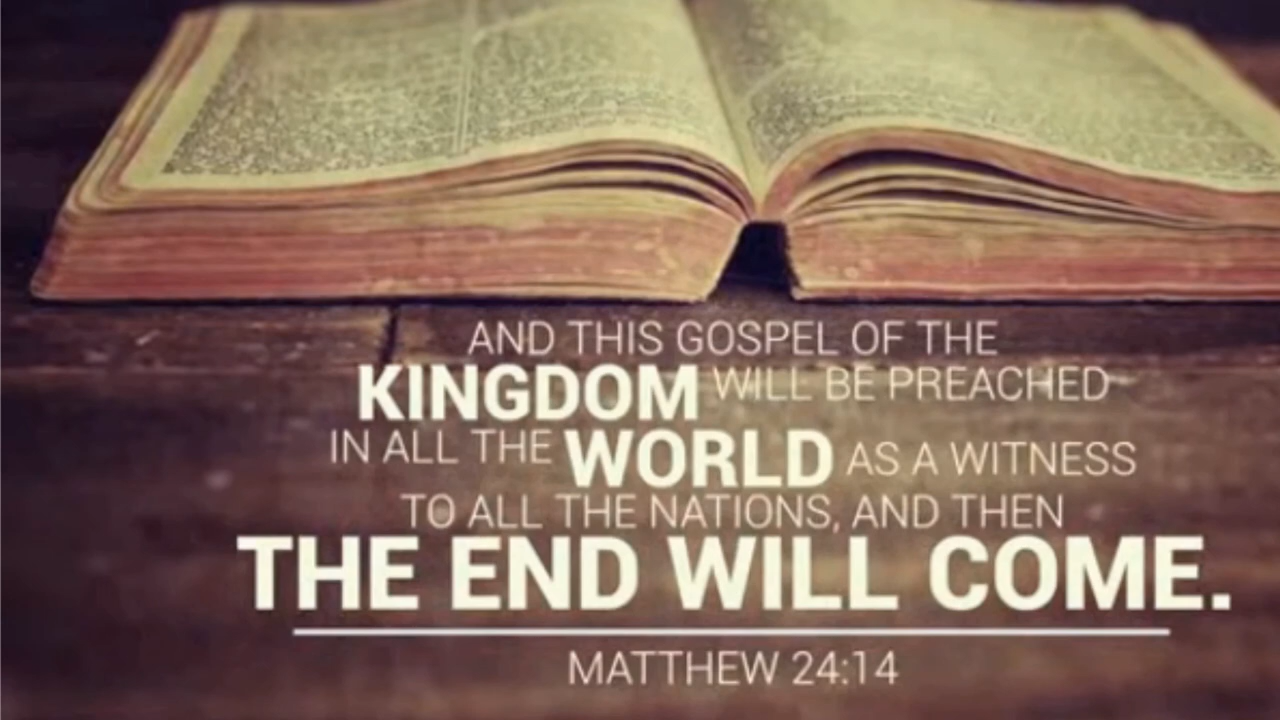 AND THIS GOSPEL OF THE
KINGDOM WILL BE PREACHED
IN ALL THE WORLD AS A WITNESS
TO ALL THE NATIONS, AND THEN
THE END WILL COME.
MATTHEW 24:14